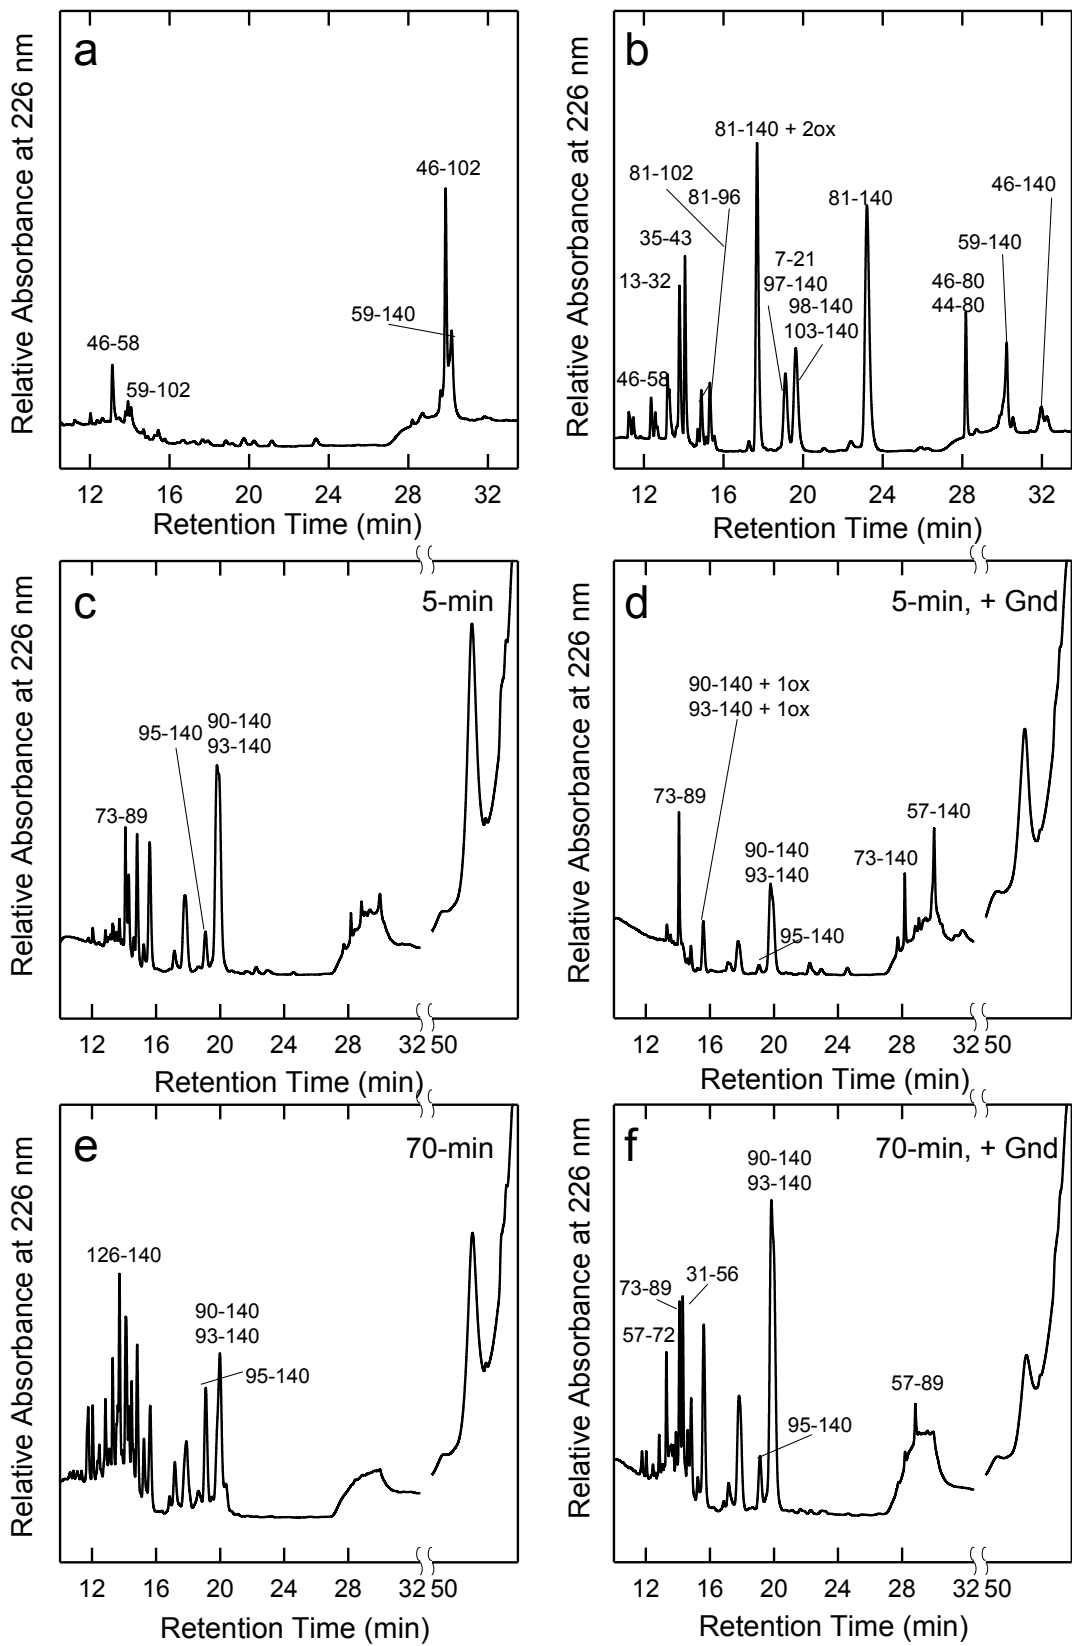 a
46-102
59-140
46-58
59-102
12 16 20 24 28 32
Retention Time (min)
Relative Absorbance at 226 nm
b
81-140 + 2ox
81-102
81-96
46-140
81-140
35-43
59-140
7-21
97-140
13-32
46-80
44-80
98-140
103-140
46-58
12 16 20 24 28 32
Retention Time (min)
Relative Absorbance at 226 nm
c
5-min
95-140
90-140
93-140
73-89
12 16 20 24 28 32 50
Retention Time (min)
Relative Absorbance at 226 nm
d
5-min, + Gnd
90-140 + 1ox
93-140 + 1ox
73-89
57-140
90-140
93-140
73-140
95-140
12 16 20 24 28 32 50
Retention Time (min)
Relative Absorbance at 226 nm
e
70-min
126-140
90-140
93-140
95-140
12 16 20 24 28 32 50
Retention Time (min)
Relative Absorbance at 226 nm
f
70-min, + Gnd
90-140
93-140
73-89
31-56
57-72
57-89
95-140
12 16 20 24 28 32 50
Retention Time (min)
Relative Absorbance at 226 nm